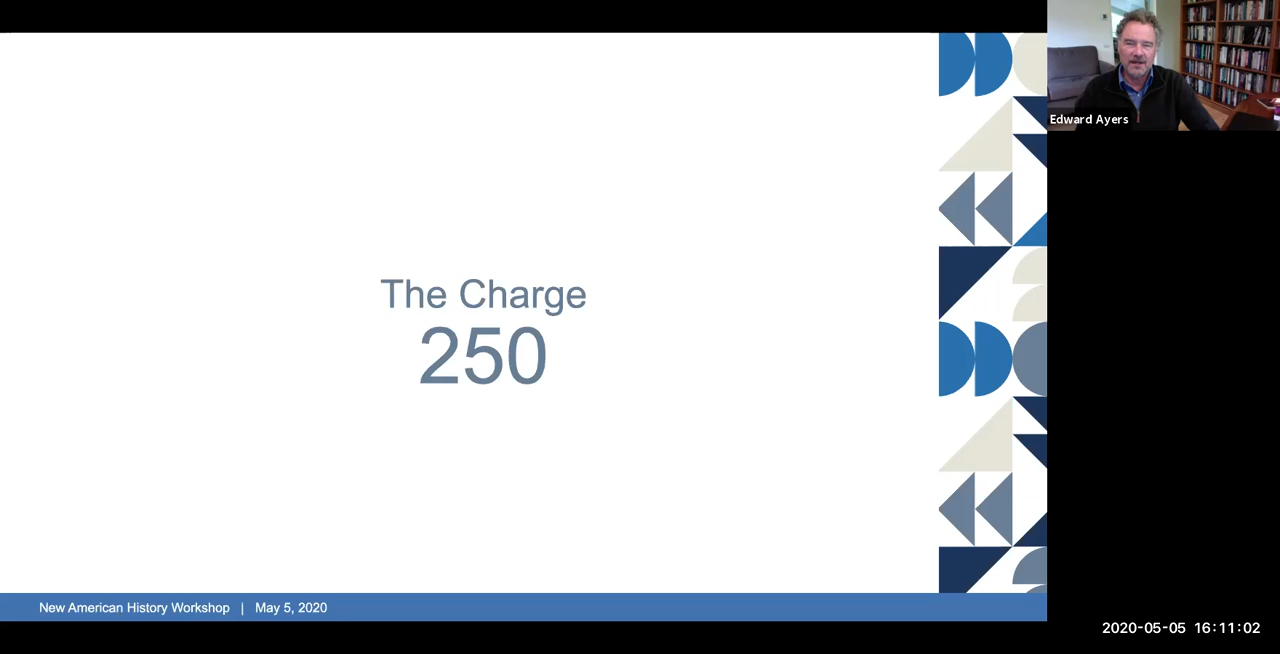 Edward Ayers
The Charge
250
New American History Workshop | May 5, 2020
2020-05-05 16:11:02